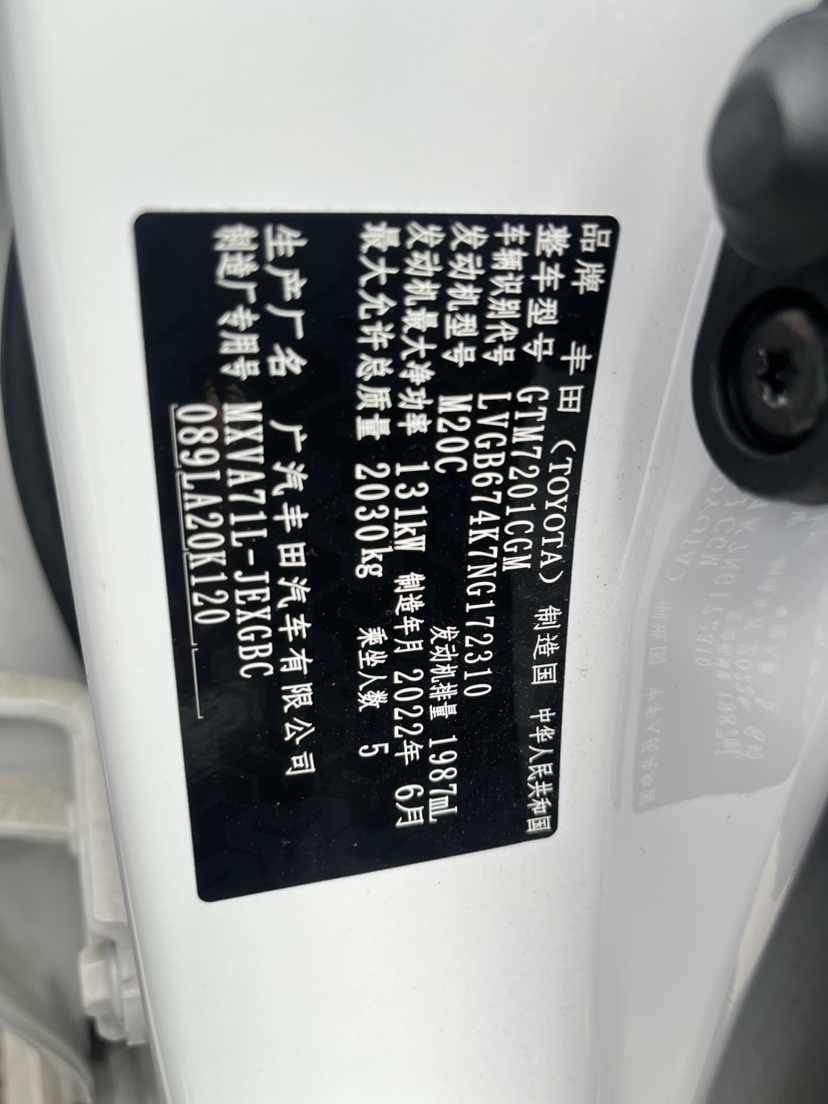 品牌 丰田（TOYOTA） 制造国 中华人民共和国
整车型号 GTM7201CGM
车辆识别代号 LVGB674K7NG172310
发动机型号 M20C 发动机排量 1987mL
发动机最大净功率 131kW 制造年月 2022年 6月
最大允许总质量 2030kg 乘坐人数 5
生产厂名 广汽丰田汽车有限公司
制造厂专用号 MXVA71L-JEXGBC
089LA20K120